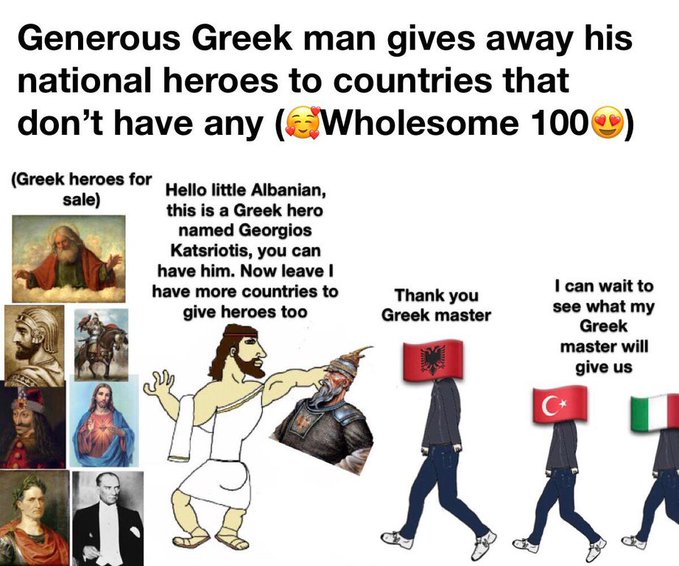 Generous Greek man gives away his
national heroes to countries that
don’t have any (🥰Wholesome 100😍)
(Greek heroes for
sale)
Hello little Albanian,
this is a Greek hero
named Georgios
Katsriotis, you can
have him. Now leave I
have more countries to
give heroes too
Thank you
Greek master
I can wait to
see what my
Greek
master will
give us